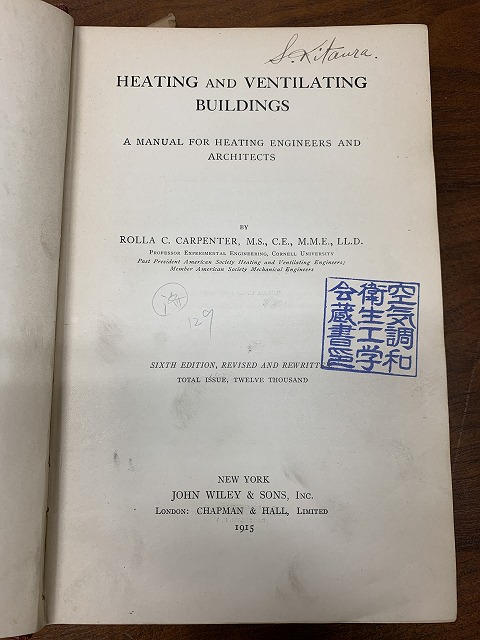 S. Kitaura.
HEATING AND VENTILATING
BUILDINGS
A MANUAL FOR HEATING ENGINEERS AND
ARCHITECTS
BY
ROLLA C. CARPENTER, M.S., C.E., M.M.E., LL.D.
PROFESSOR EXPERIMENTAL ENGINEERING, CORNELL UNIVERSITY
Past President American Society Heating and Ventilating Engineers;
Member American Society Mechanical Engineers
129
空気調和
衛生工学
会蔵書印
SIXTH EDITION, REVISED AND REWRITT
TOTAL ISSUE, TWELVE THOUSAND
NEW YORK
JOHN WILEY & SONS, INC.
LONDON: CHAPMAN & HALL, LIMITED
1915